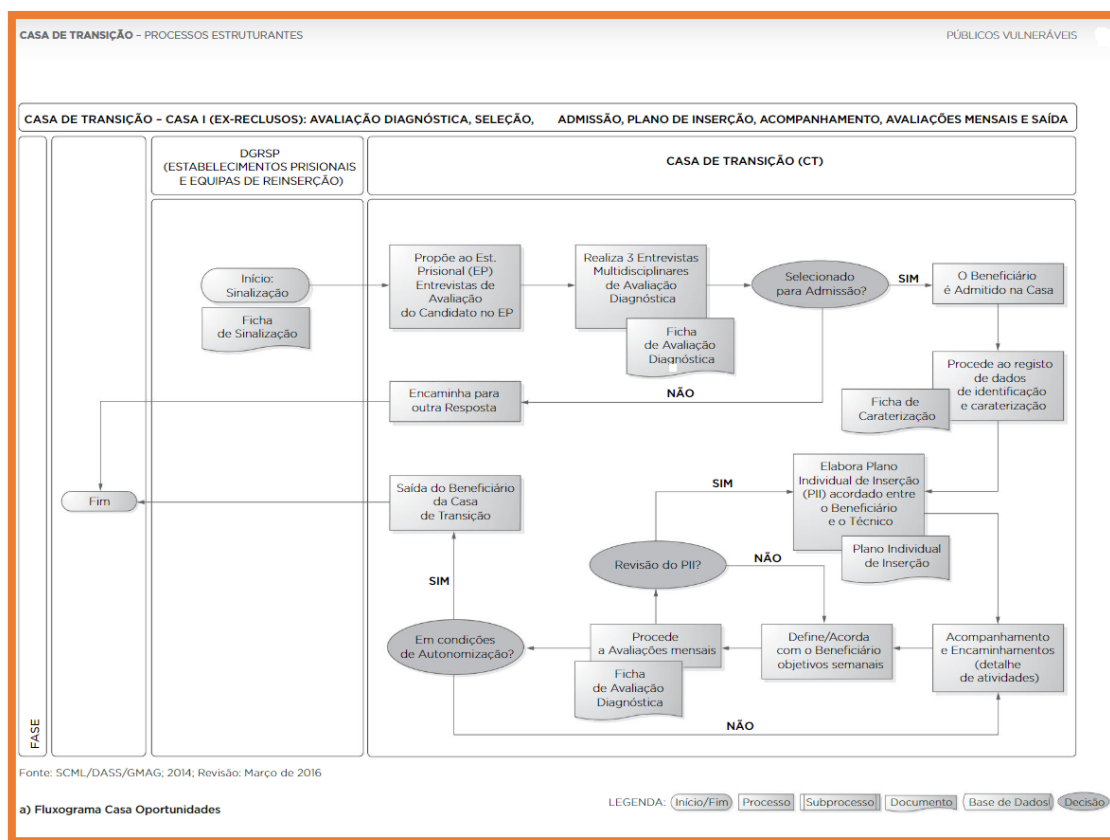 CASA DE TRANSIÇÃO – PROCESSOS ESTRUTURANTES
PÚBLICOS VULNERÁVEIS
CASA DE TRANSIÇÃO – CASA I (EX-RECLUSOS): AVALIAÇÃO DIAGNÓSTICA, SELEÇÃO, ADMISSÃO, PLANO DE INSERÇÃO, ACOMPANHAMENTO, AVALIAÇÕES MENSAIS E SAÍDA
DGRSP
(ESTABELECIMENTOS PRISIONAIS
E EQUIPAS DE REINSERÇÃO)
CASA DE TRANSIÇÃO (CT)
Início:
Sinalização
Ficha
de Sinalização
Propõe ao Est.
Prisional (EP)
Entrevistas de
Avaliação
do Candidato no EP
Realiza 3 Entrevistas
Multidisciplinares
de Avaliação
Diagnóstica
Ficha
de Avaliação
Diagnóstica
Selecionado
para Admissão?
SIM
O Beneficiário
é Admitido na Casa
NÃO
Encaminha para
outra Resposta
Procede ao registo
de dados
de identificação
e caraterização
Ficha de
Caraterização
Fim
Saída do Beneficiário
da Casa
de Transição
SIM
Elabora Plano
Individual de Inserção
(PII) acordado entre
o Beneficiário
e o Técnico
Plano Individual
de Inserção
Revisão do PII?
NÃO
SIM
Em condições
de Autonomização?
Procede
a Avaliações mensais
Ficha
de Avaliação
Diagnóstica
Define/Acorda
com o Beneficiário
objetivos semanais
Acompanhamento
e Encaminhamentos
(detalhe
de atividades)
NÃO
FASE
Fonte: SCML/DASS/GMAG; 2014; Revisão: Março de 2016
a) Fluxograma Casa Oportunidades
LEGENDA: Início/Fim Processo Subprocesso Documento Base de Dados Decisão